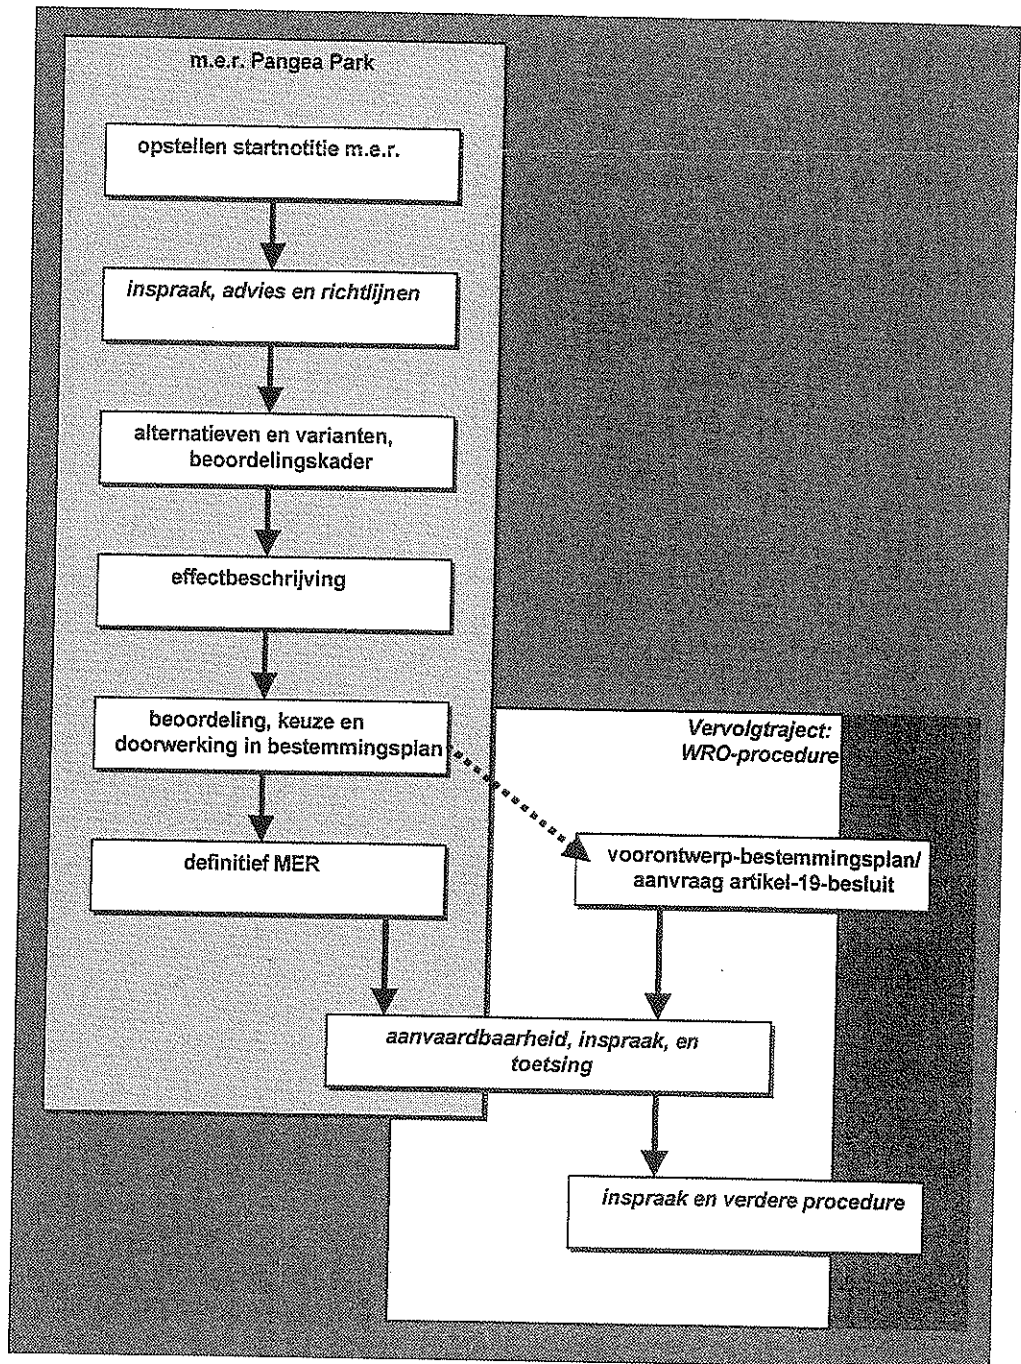 m.e.r. Pangea Park
opstellen startnotitie m.e.r.
inspraak, advies en richtlijnen
alternatieven en varianten,
beoordelingskader
effectbeschrijving
beoordeling, keuze en
doorwerking in bestemmingsplan
definitief MER
Vervolgtraject:
WRO-procedure
voorontwerp-bestemmingsplan/
aanvraag artikel-19-besluit
aanvaardbaarheid, inspraak, en
toetsing
inspraak en verdere procedure